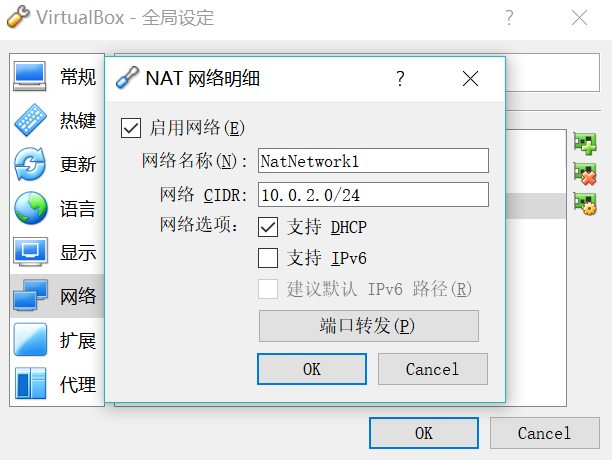 VirtualBox - 全局设定
常规
热键
更新
语言
显示
网络
扩展
代理
NAT 网络明细
启用网络(E)
网络名称(N): NatNetwork1
网络 CIDR: 10.0.2.0/24
网络选项: 支持 DHCP
支持 IPv6
建议默认 IPv6 路径(R)
端口转发(P)
OK Cancel
OK Cancel